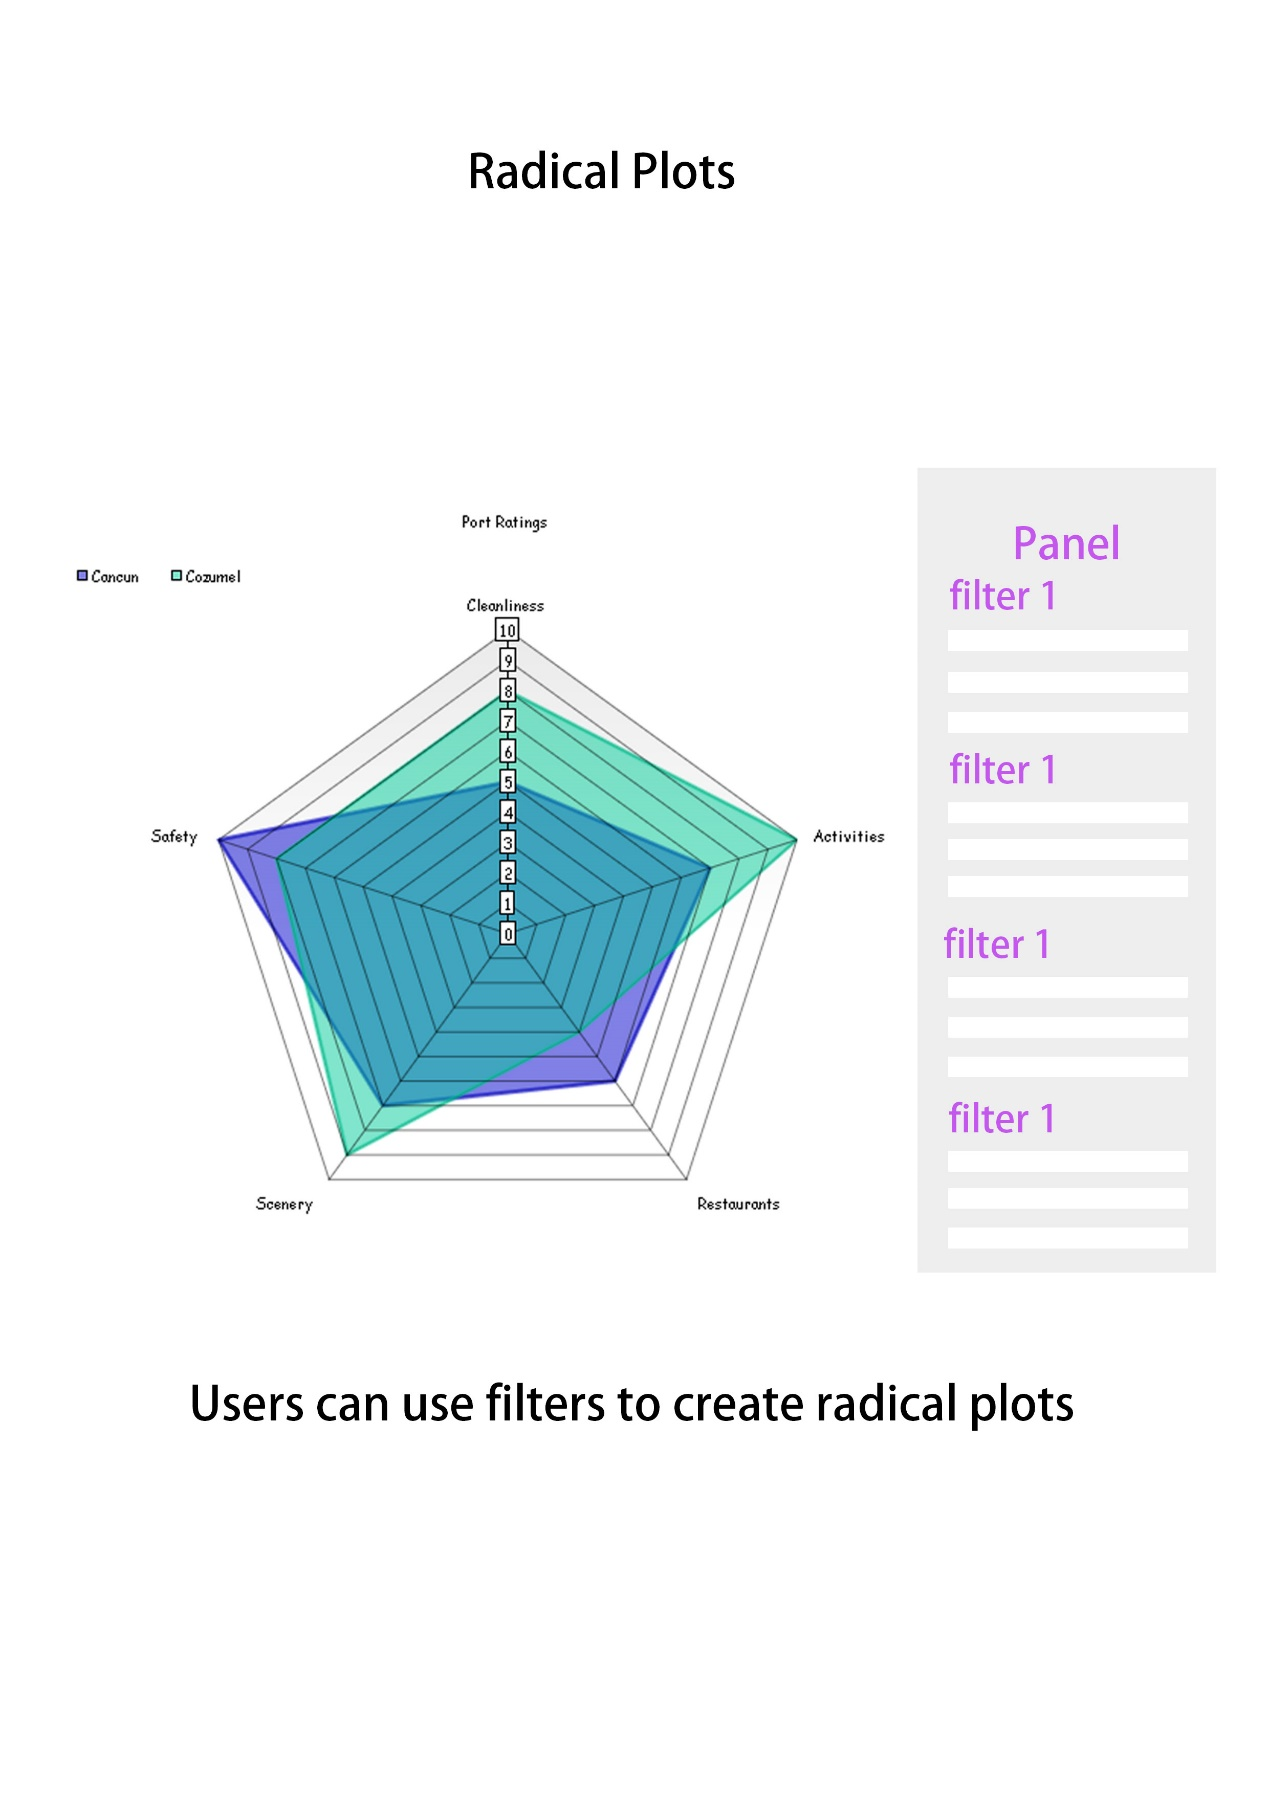 Radical Plots
Port Ratings
Cancun
Cozumel
Cleanliness
10
9
8
7
6
5
4
3
2
1
0
Safety
Activities
Scenery
Restaurants
Panel
filter 1
filter 1
filter 1
filter 1
Users can use filters to create radical plots